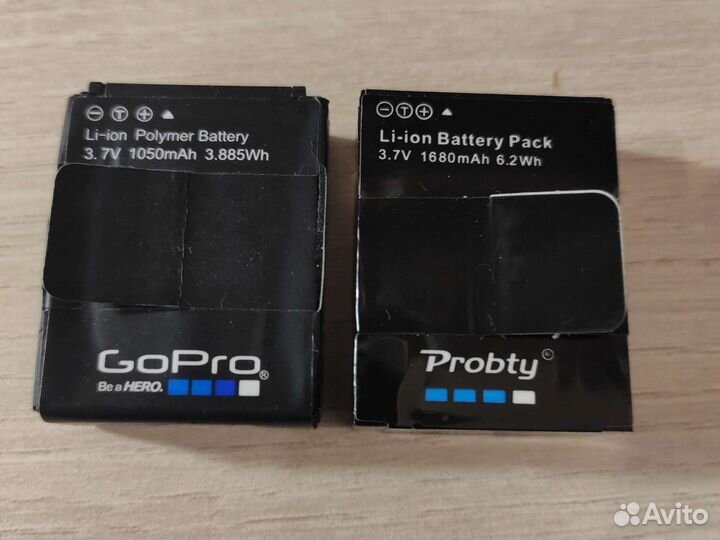 Li-ion Polymer Battery
3.7V 1050mAh 3.885Wh
GoPro®
Be a HERO.
Li-ion Battery Pack
3.7V 1680mAh 6.2Wh
Probty®
Avito